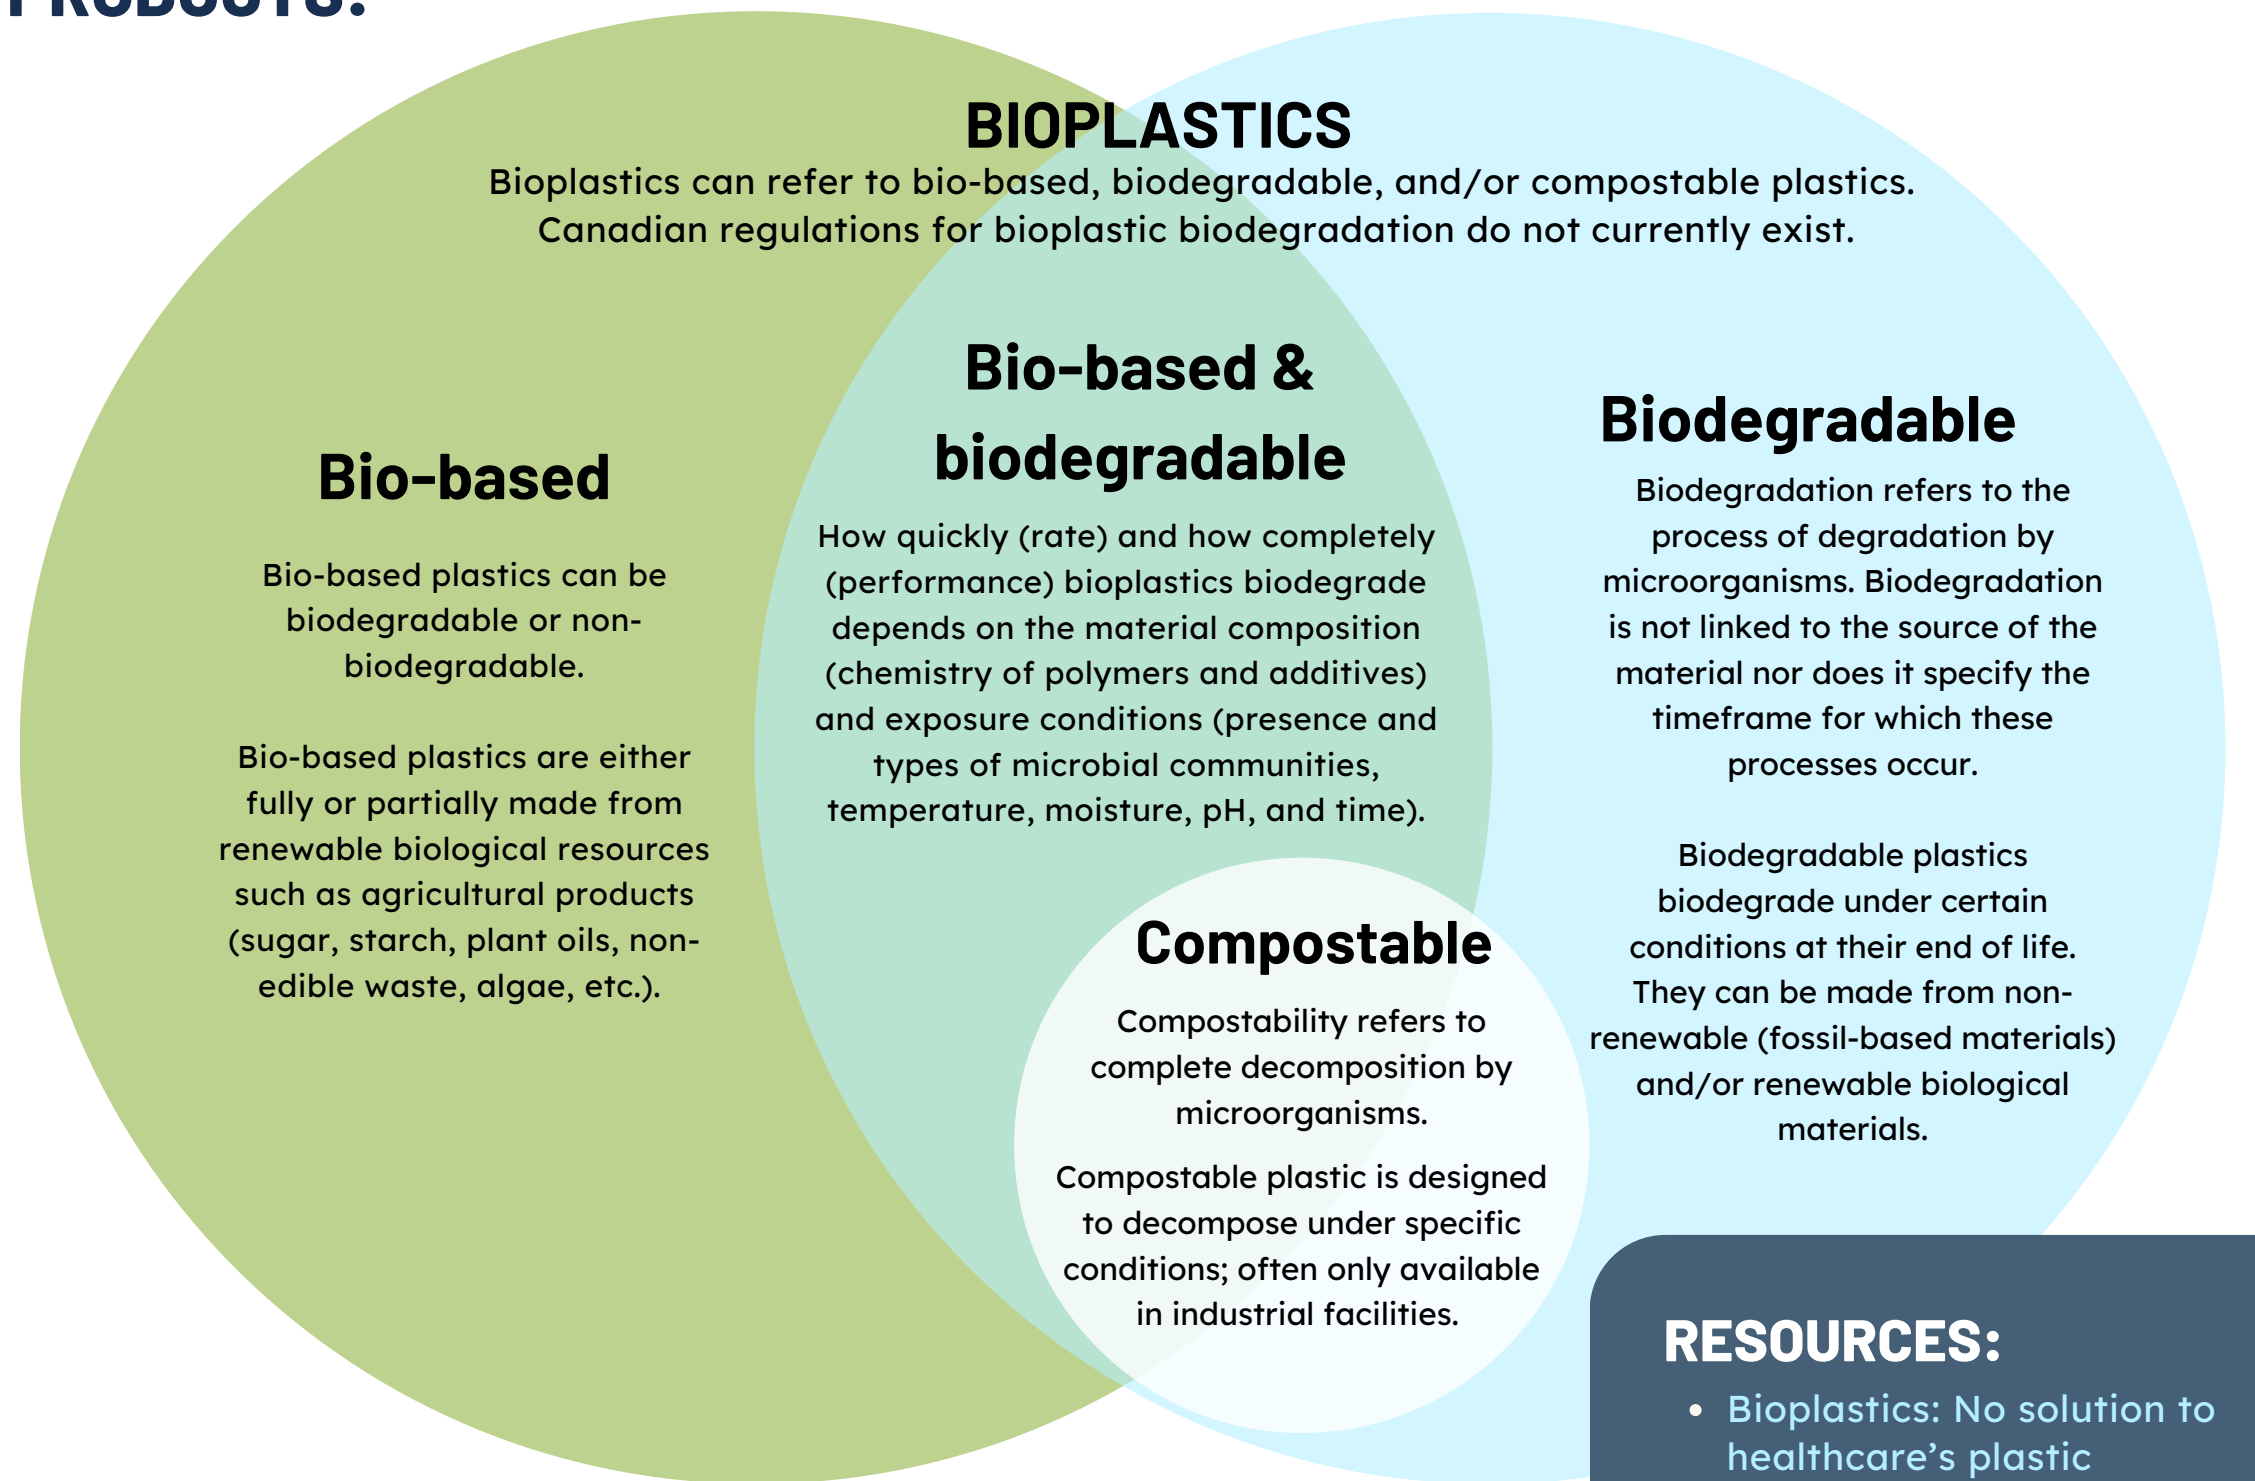 PRODUCTS:
BIOPLASTICS
Bioplastics can refer to bio-based, biodegradable, and/or compostable plastics.
Canadian regulations for bioplastic biodegradation do not currently exist.
Bio-based
Bio-based plastics can be
biodegradable or non-
biodegradable.
Bio-based plastics are either
fully or partially made from
renewable biological resources
such as agricultural products
(sugar, starch, plant oils, non-
edible waste, algae, etc.).
Bio-based &
biodegradable
How quickly (rate) and how completely
(performance) bioplastics biodegrade
depends on the material composition
(chemistry of polymers and additives)
and exposure conditions (presence and
types of microbial communities,
temperature, moisture, pH, and time).
Compostable
Compostability refers to
complete decomposition by
microorganisms.
Compostable plastic is designed
to decompose under specific
conditions; often only available
in industrial facilities.
Biodegradable
Biodegradation refers to the
process of degradation by
microorganisms. Biodegradation
is not linked to the source of the
material nor does it specify the
timeframe for which these
processes occur.
Biodegradable plastics
biodegrade under certain
conditions at their end of life.
They can be made from non-
renewable (fossil-based materials)
and/or renewable biological
materials.
RESOURCES:
• Bioplastics: No solution to
healthcare’s plastic